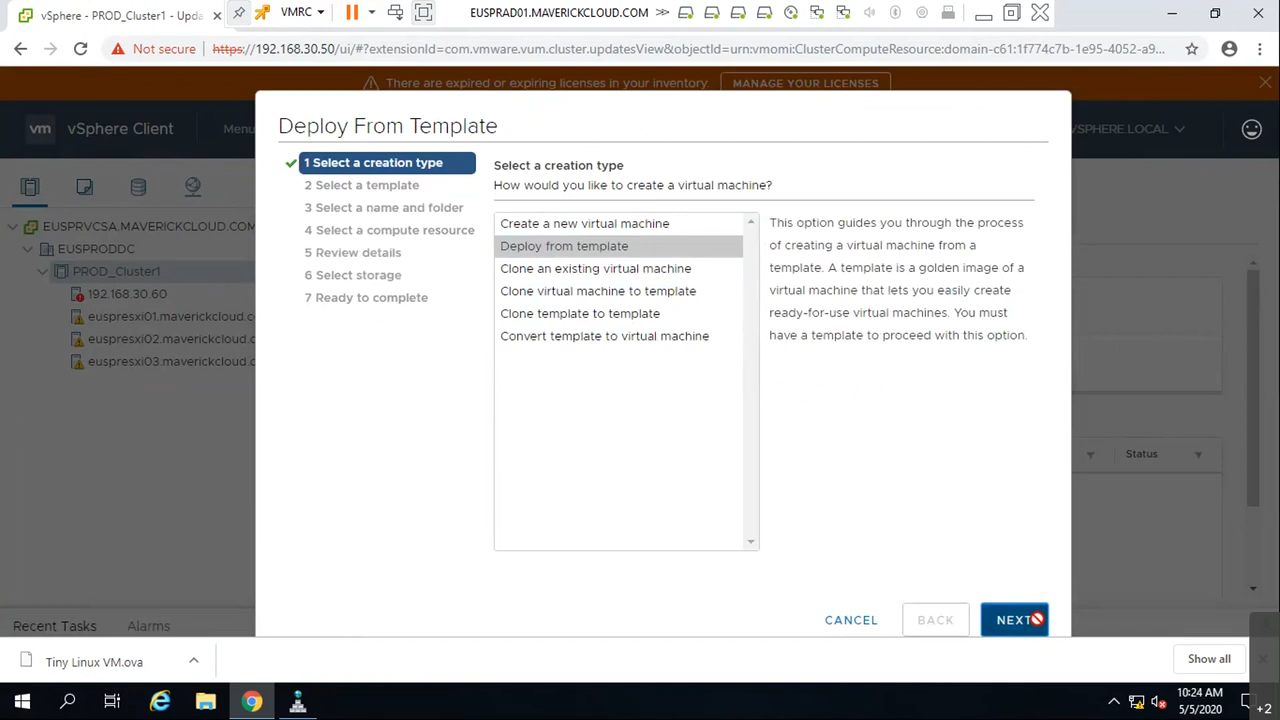 vSphere - PROD_Cluster1 - Upda
VMRC
EUSPRAD01.MAVERICKCLOUD.COM
Not secure
https://192.168.30.50/ui/#?extensionId=com.vmware.vum.cluster.updatesView&objectId=urn:vmomi:ClusterComputeResource:domain-c61:1f774c7b-1e95-4052-a9...
There are expired or expiring licenses in your inventory
MANAGE YOUR LICENSES
vm
vSphere Client
Menu
VSPHERE.LOCAL
EUSPRVCSA.MAVERICKCLOUD.COM
EUSPRODDC
PROD_Cluster1
192.168.30.60
euspresxi01.maverickcloud.c
euspresxi02.maverickcloud.c
euspresxi03.maverickcloud.c
Deploy From Template
1 Select a creation type
2 Select a template
3 Select a name and folder
4 Select a compute resource
5 Review details
6 Select storage
7 Ready to complete
Select a creation type
How would you like to create a virtual machine?
Create a new virtual machine
Deploy from template
Clone an existing virtual machine
Clone virtual machine to template
Clone template to template
Convert template to virtual machine
This option guides you through the
process of creating a virtual machine from a
template. A template is a golden image of a
virtual machine that lets you easily create
ready-for-use virtual machines. You must
have a template to proceed with this option.
Status
CANCEL
BACK
NEXT
Recent Tasks
Alarms
Tiny Linux VM.ova
Show all
10:24 AM
5/5/2020
+2